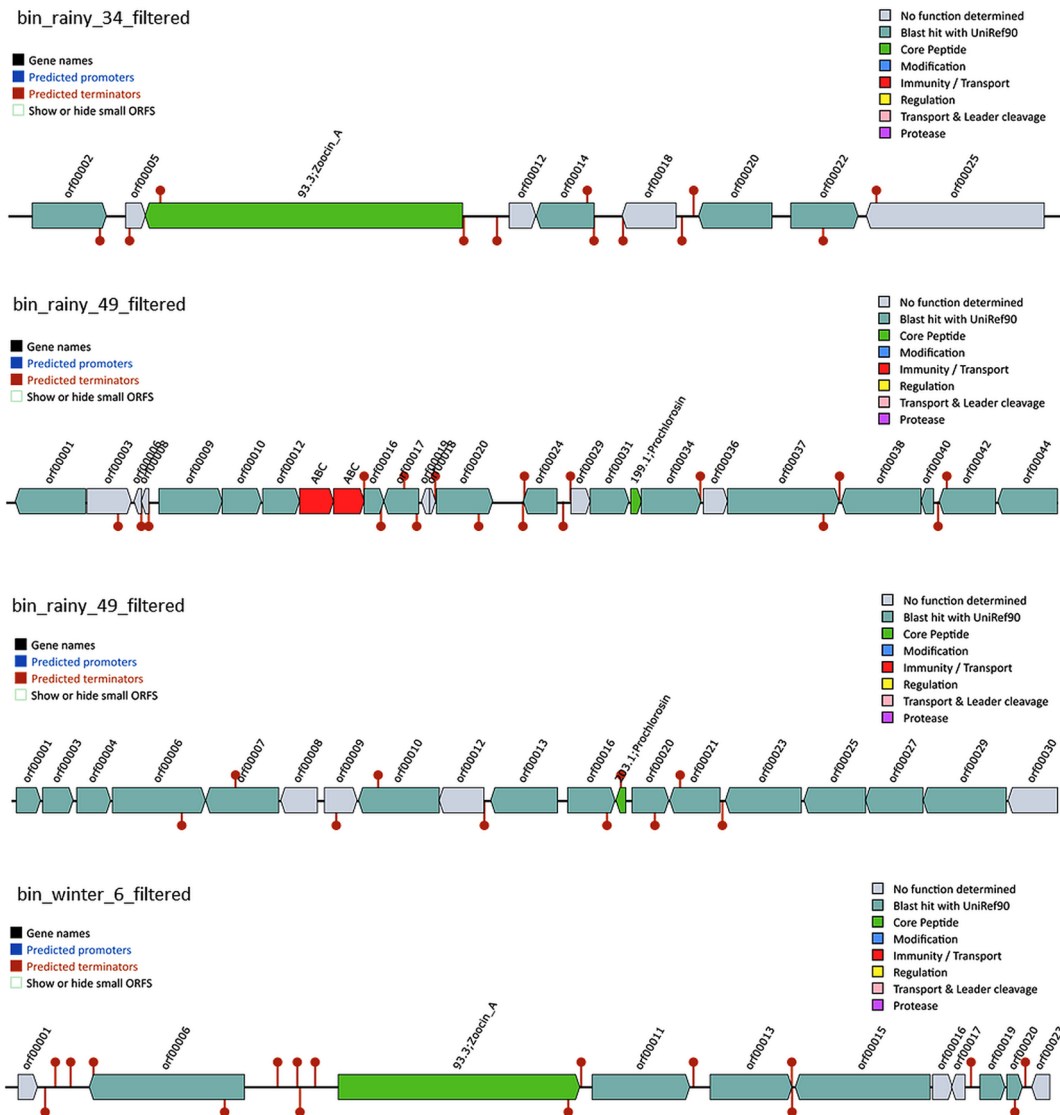 bin_rainy_34_filtered
Gene names
Predicted promoters
Predicted terminators
Show or hide small ORFS
No function determined
Blast hit with UniRef90
Core Peptide
Modification
Immunity / Transport
Regulation
Transport & Leader cleavage
Protease
orf00002
orf00005
93.3;Zoocin_A
orf00012
orf00014
orf00018
orf00020
orf00022
orf00025
bin_rainy_49_filtered
Gene names
Predicted promoters
Predicted terminators
Show or hide small ORFS
No function determined
Blast hit with UniRef90
Core Peptide
Modification
Immunity / Transport
Regulation
Transport & Leader cleavage
Protease
orf00001
orf00003
orf00006
orf00008
orf00009
orf00010
orf00012
ABC
ABC
orf00016
orf00017
orf00018
orf00020
orf00024
orf00029
orf00031
199.1;Prochlorosin
orf00034
orf00036
orf00037
orf00038
orf00040
orf00042
orf00044
bin_rainy_49_filtered
Gene names
Predicted promoters
Predicted terminators
Show or hide small ORFS
No function determined
Blast hit with UniRef90
Core Peptide
Modification
Immunity / Transport
Regulation
Transport & Leader cleavage
Protease
orf00001
orf00003
orf00004
orf00006
orf00007
orf00008
orf00009
orf00010
orf00012
orf00013
orf00016
orf00020
orf00021
orf00023
orf00025
orf00027
orf00029
orf00030
bin_winter_6_filtered
Gene names
Predicted promoters
Predicted terminators
Show or hide small ORFS
No function determined
Blast hit with UniRef90
Core Peptide
Modification
Immunity / Transport
Regulation
Transport & Leader cleavage
Protease
orf00001
orf00006
93.3;Zoocin_A
orf00011
orf00013
orf00015
orf00016
orf00017
orf00019
orf00020